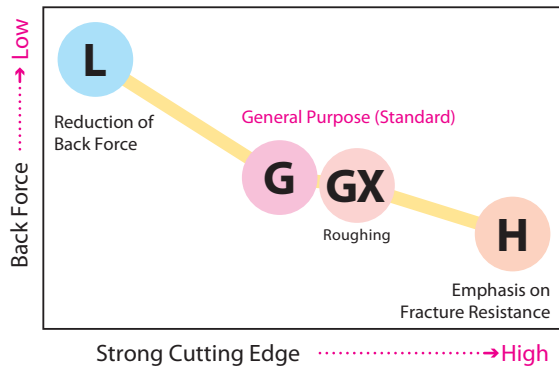 Back Force Low
L
Reduction of
Back Force
General Purpose (Standard)
G
GX
Roughing
H
Emphasis on
Fracture Resistance
Strong Cutting Edge High